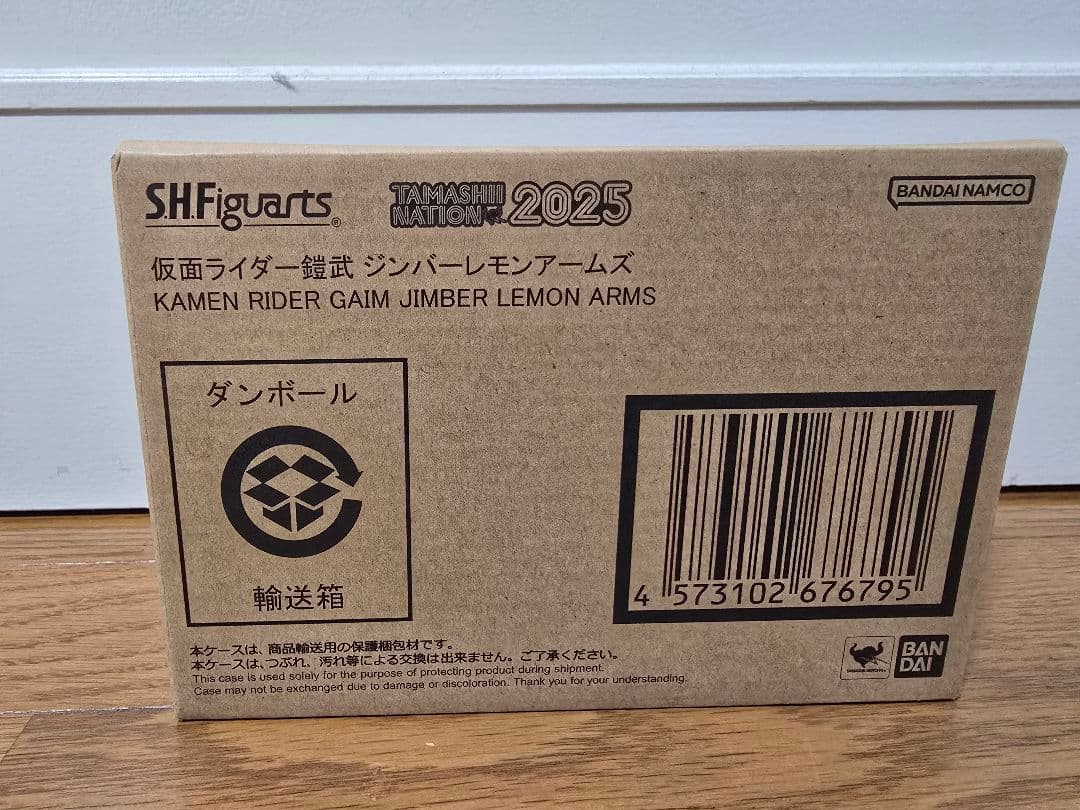 S.H.Figuarts®
TAMASHII
NATION 2025
BANDAI NAMCO
仮面ライダー鎧武 ジンバーレモンアームズ
KAMEN RIDER GAIM JIMBER LEMON ARMS
ダンボール
輸送箱
4 573102 676795
本ケースは、商品輸送用の保護梱包材です。
本ケースは、つぶれ、汚れ等による交換は出来ません。ご了承ください。
This case is used solely for the purpose of protecting product during shipment.
Case may not be exchanged due to damage or discoloration. Thank you for your understanding.
BAN
DAI